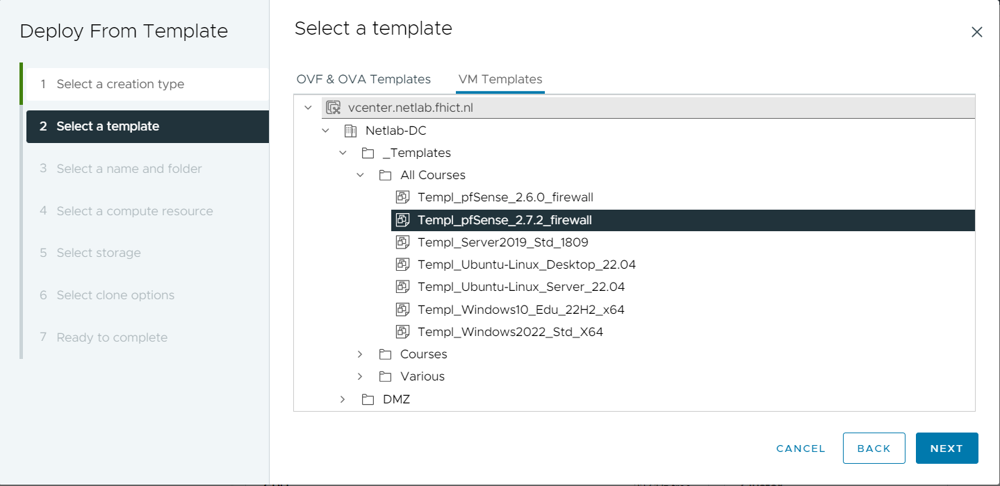 Deploy From Template
1 Select a creation type
2 Select a template
3 Select a name and folder
4 Select a compute resource
5 Select storage
6 Select clone options
7 Ready to complete
Select a template
OVF & OVA Templates VM Templates
vcenter.netlab.fhict.nl
Netlab-DC
_Templates
All Courses
Templ_pfSense_2.6.0_firewall
Templ_pfSense_2.7.2_firewall
Templ_Server2019_Std_1809
Templ_Ubuntu-Linux_Desktop_22.04
Templ_Ubuntu-Linux_Server_22.04
Templ_Windows10_Edu_22H2_x64
Templ_Windows2022_Std_X64
Courses
Various
DMZ
CANCEL BACK NEXT